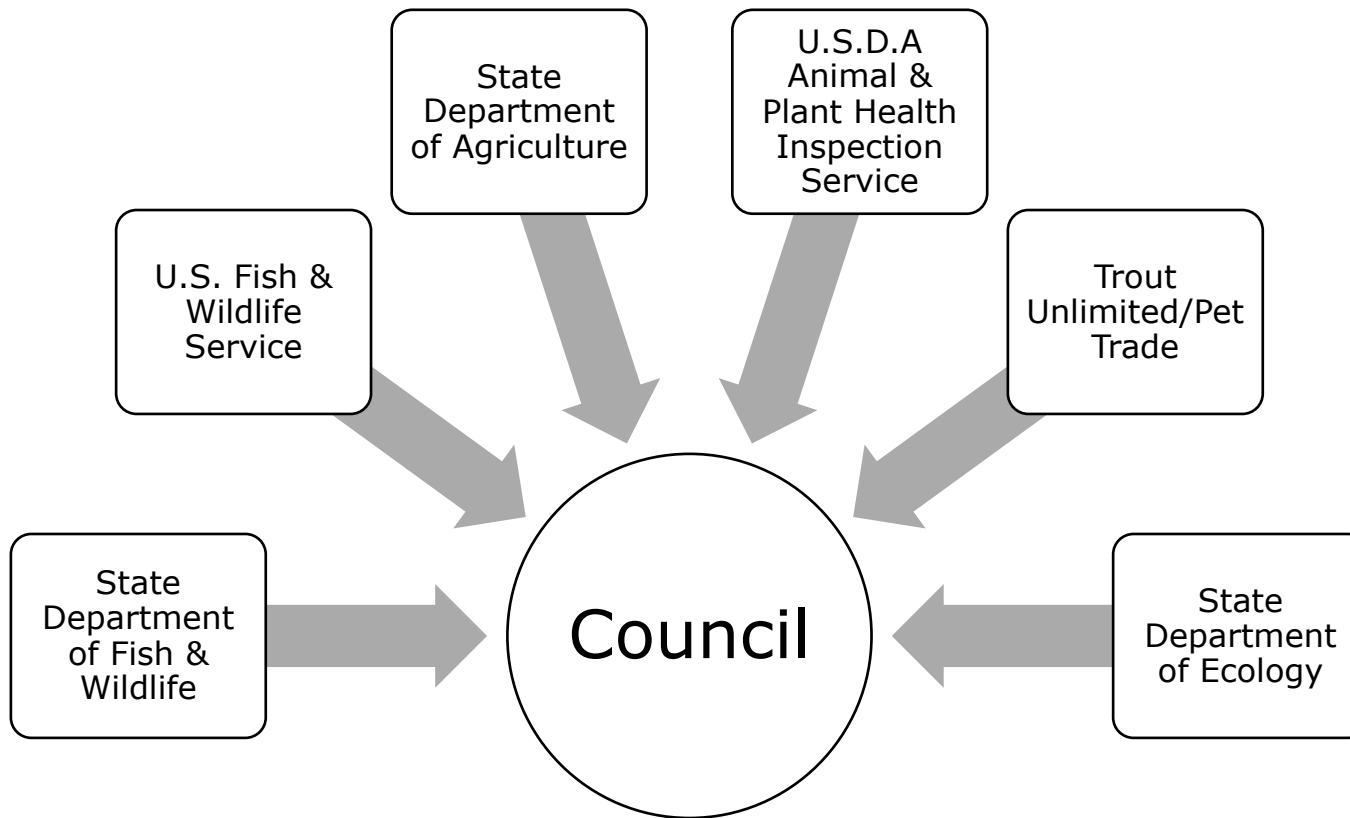 State
Department
of Agriculture
U.S.D.A
Animal &
Plant Health
Inspection
Service
U.S. Fish &
Wildlife
Service
Trout
Unlimited/Pet
Trade
State
Department
of Fish &
Wildlife
Council
State
Department
of Ecology